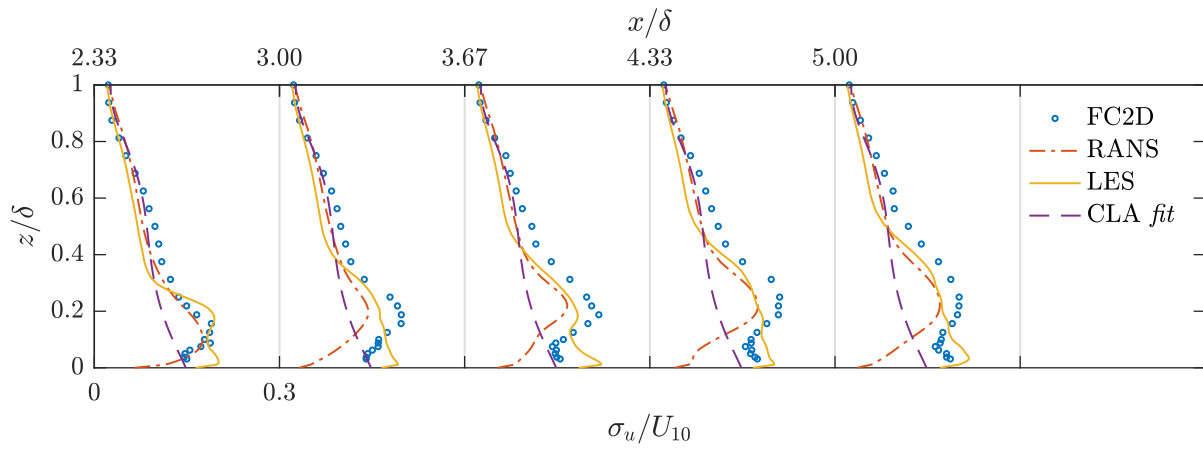 x/δ
2.33 3.00 3.67 4.33 5.00
1
0.8
0.6
0.4
0.2
0
z/δ
FC2D
RANS
LES
CLA fit
0 0.3
σᵤ/U₁₀